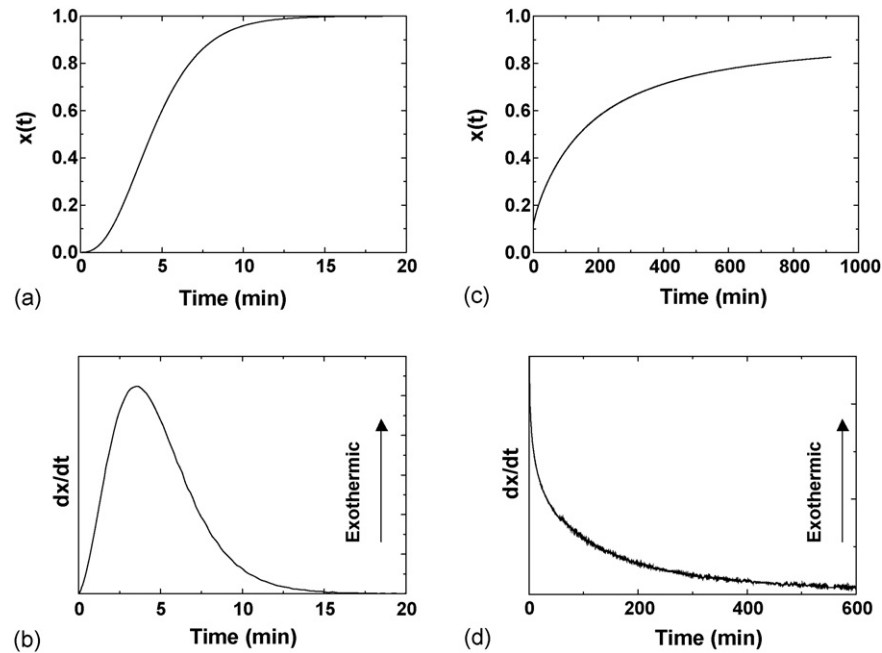 1.0
0.8
0.6
0.4
0.2
0.0
x(t)
0 5 10 15 20
Time (min)
(a)
1.0
0.8
0.6
0.4
0.2
0.0
x(t)
0 200 400 600 800 1000
Time (min)
(c)
dx/dt
Exothermic
0 5 10 15 20
Time (min)
(b)
dx/dt
Exothermic
0 200 400 600
Time (min)
(d)